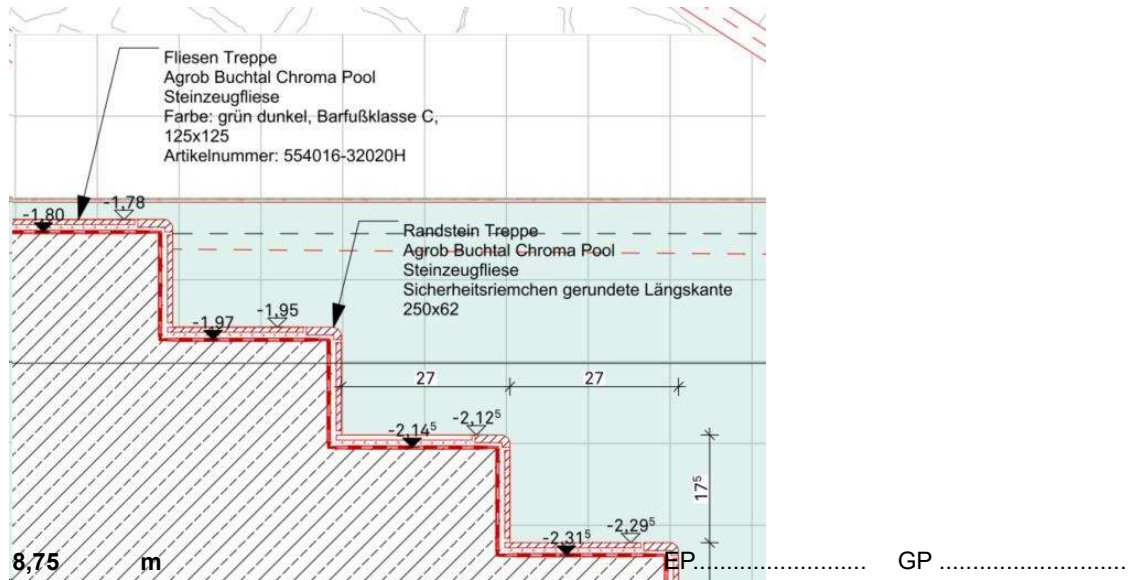 Fliesen Treppe
Agrob Buchtal Chroma Pool
Steinzeugfliese
Farbe: grün dunkel, Barfußklasse C,
125x125
Artikelnummer: 554016-32020H
-1,80
-1,78
Randstein Treppe
Agrob Buchtal Chroma Pool
Steinzeugfliese
Sicherheitsriemchen gerundete Längskante
250x62
-1,97
-1,95
27 27
-2,14⁵
-2,12⁵
17⁵
-2,31⁵
-2,29⁵
8,75 m EP.......................... GP ............................